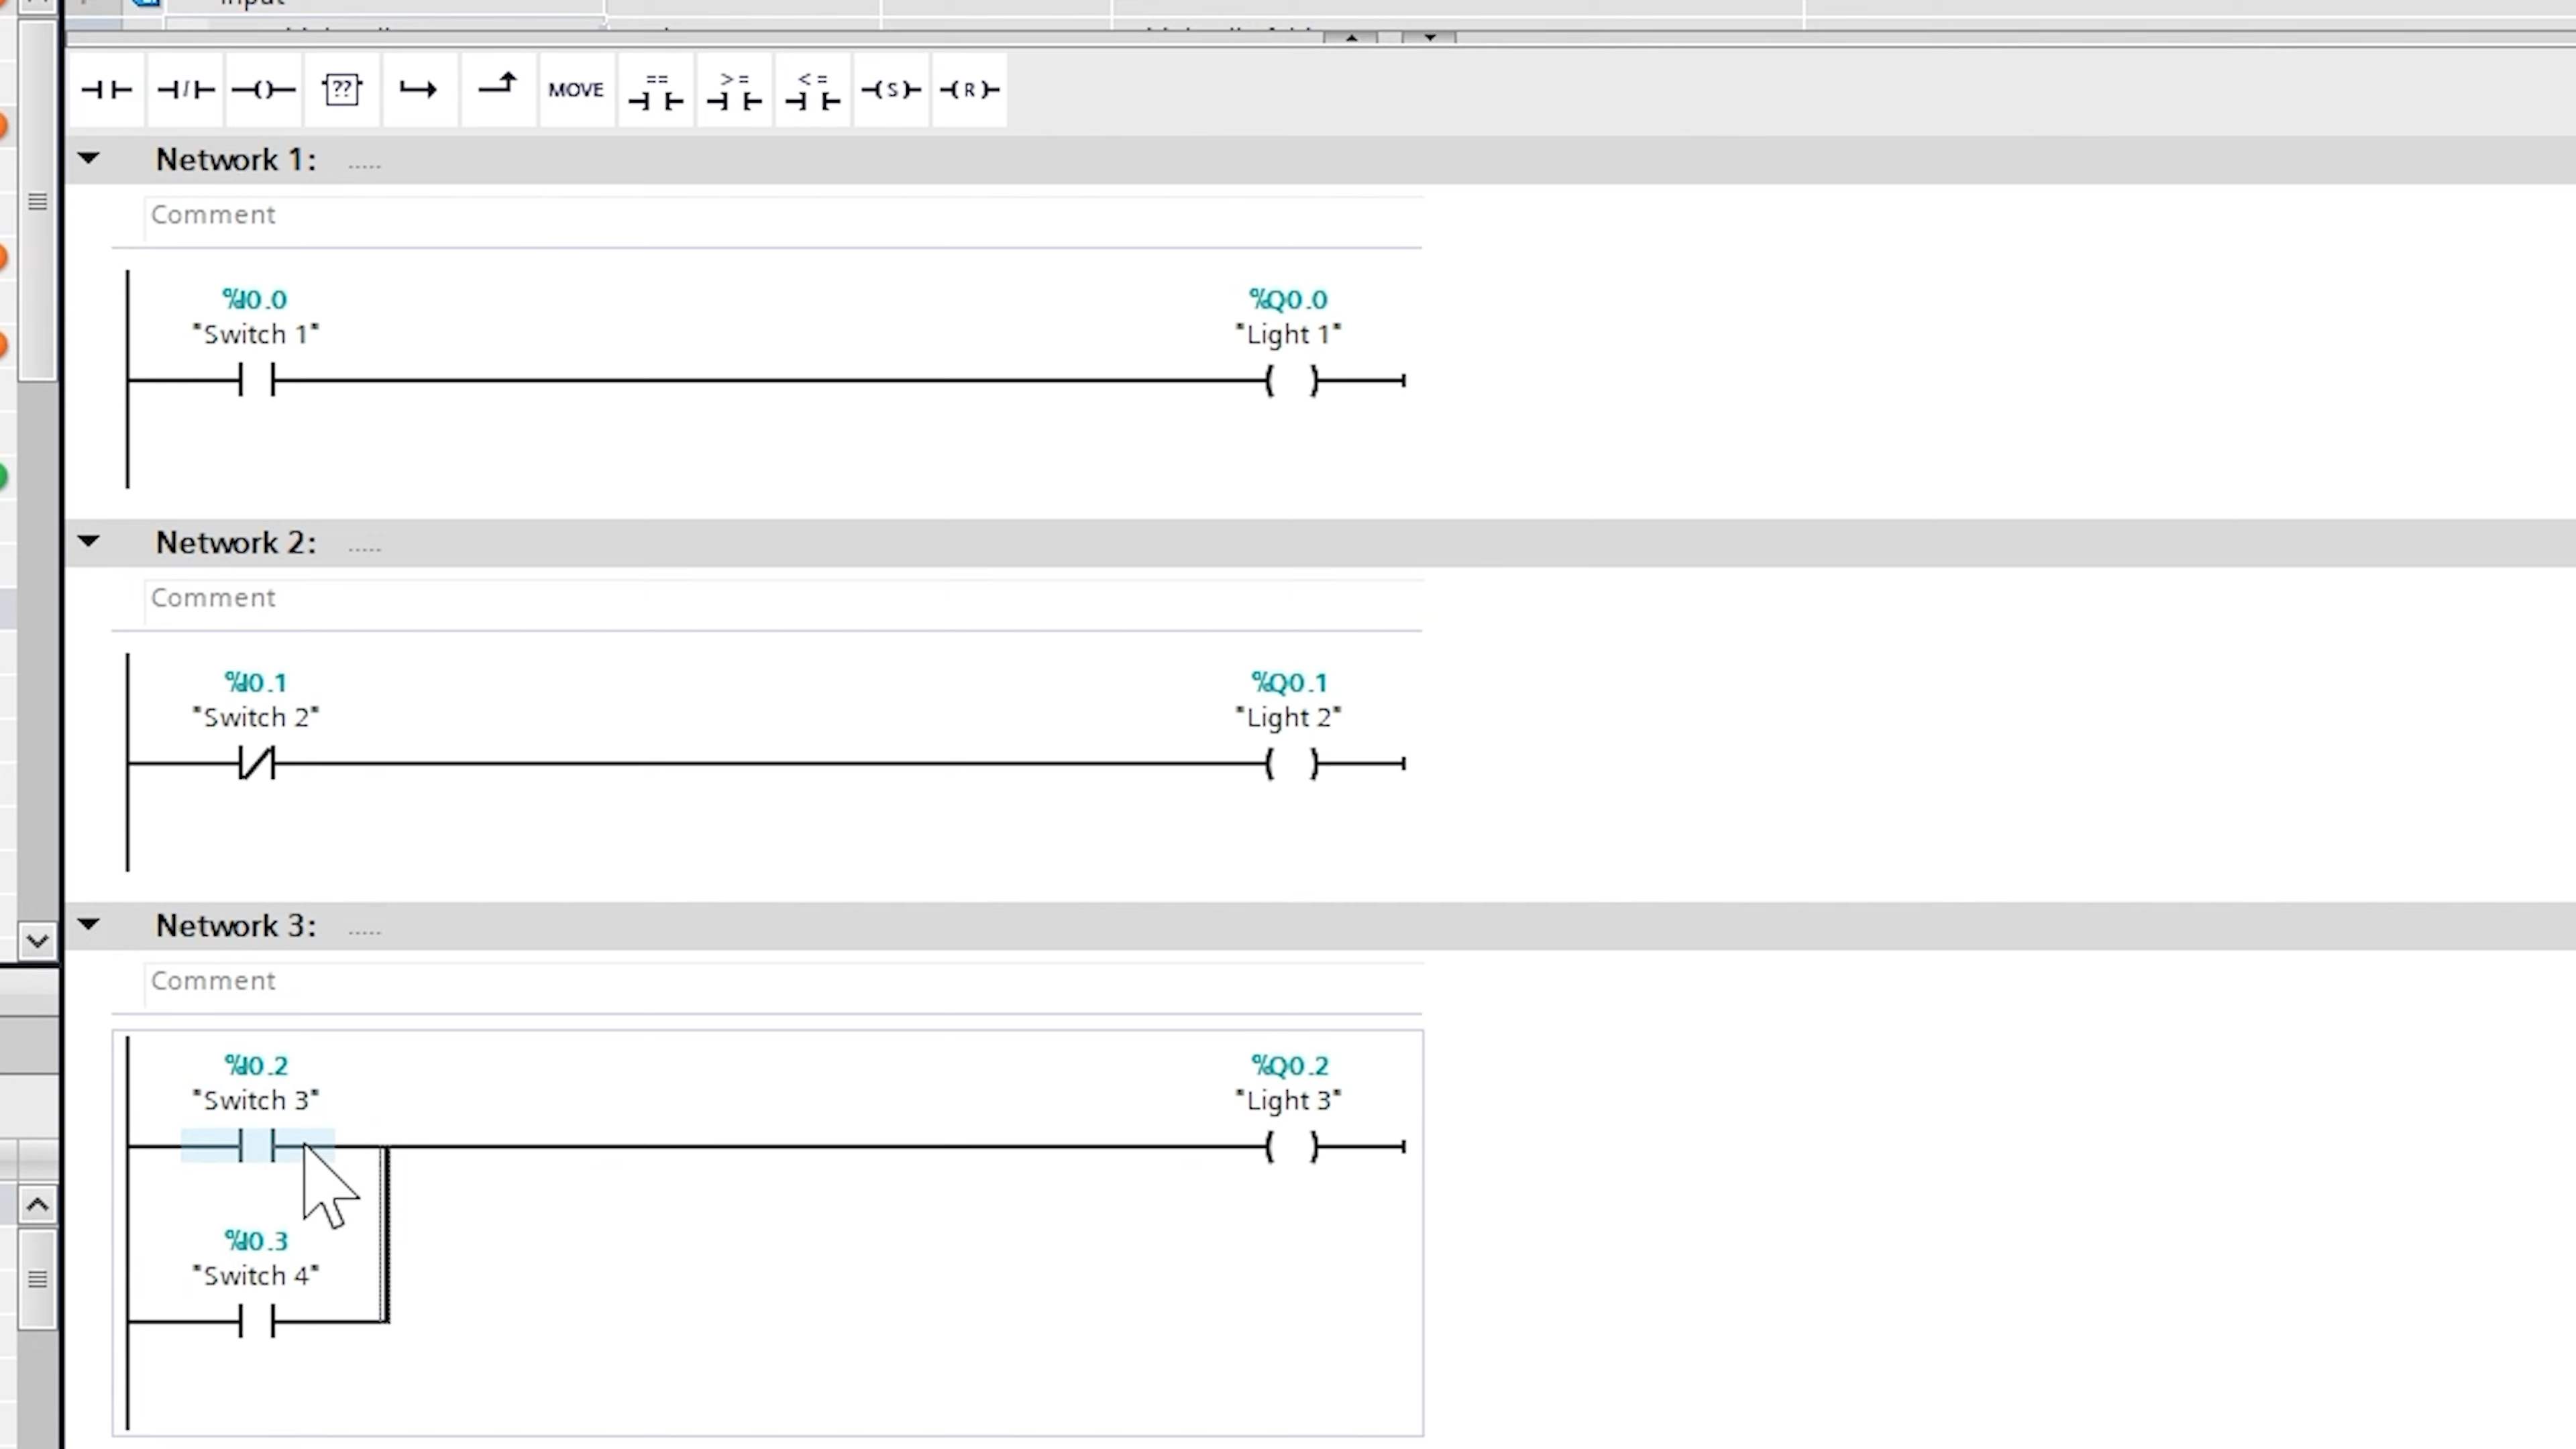 Input
MOVE
== >= <= (S) (R)
??
Network 1: .....
Comment
%I0.0
"Switch 1"
%Q0.0
"Light 1"
Network 2: .....
Comment
%I0.1
"Switch 2"
%Q0.1
"Light 2"
Network 3: .....
Comment
%I0.2
"Switch 3"
%Q0.2
"Light 3"
%I0.3
"Switch 4"